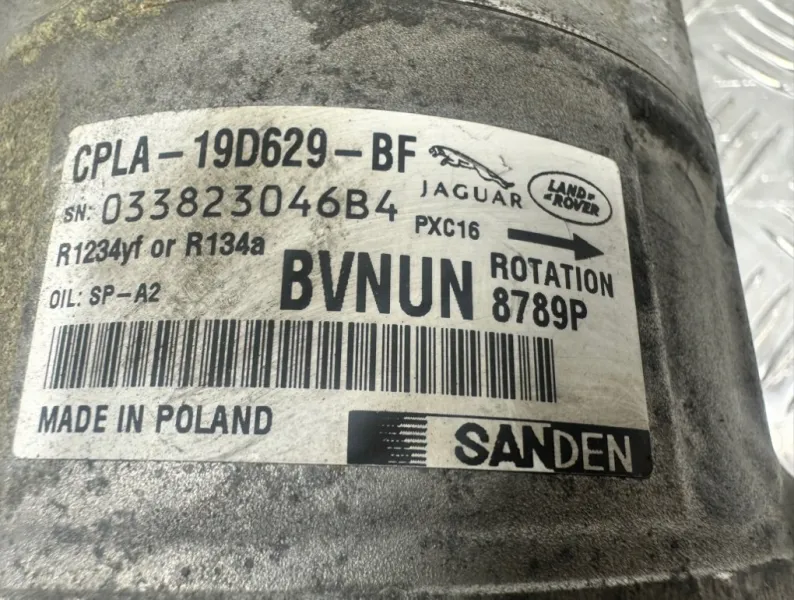 CPLA-19D629-BF
JAGUAR
LAND ROVER
SN: 033823046B4
PXC16
R1234yf or R134a
ROTATION
OIL: SP-A2
BVNUN
8789P
MADE IN POLAND
SANDEN